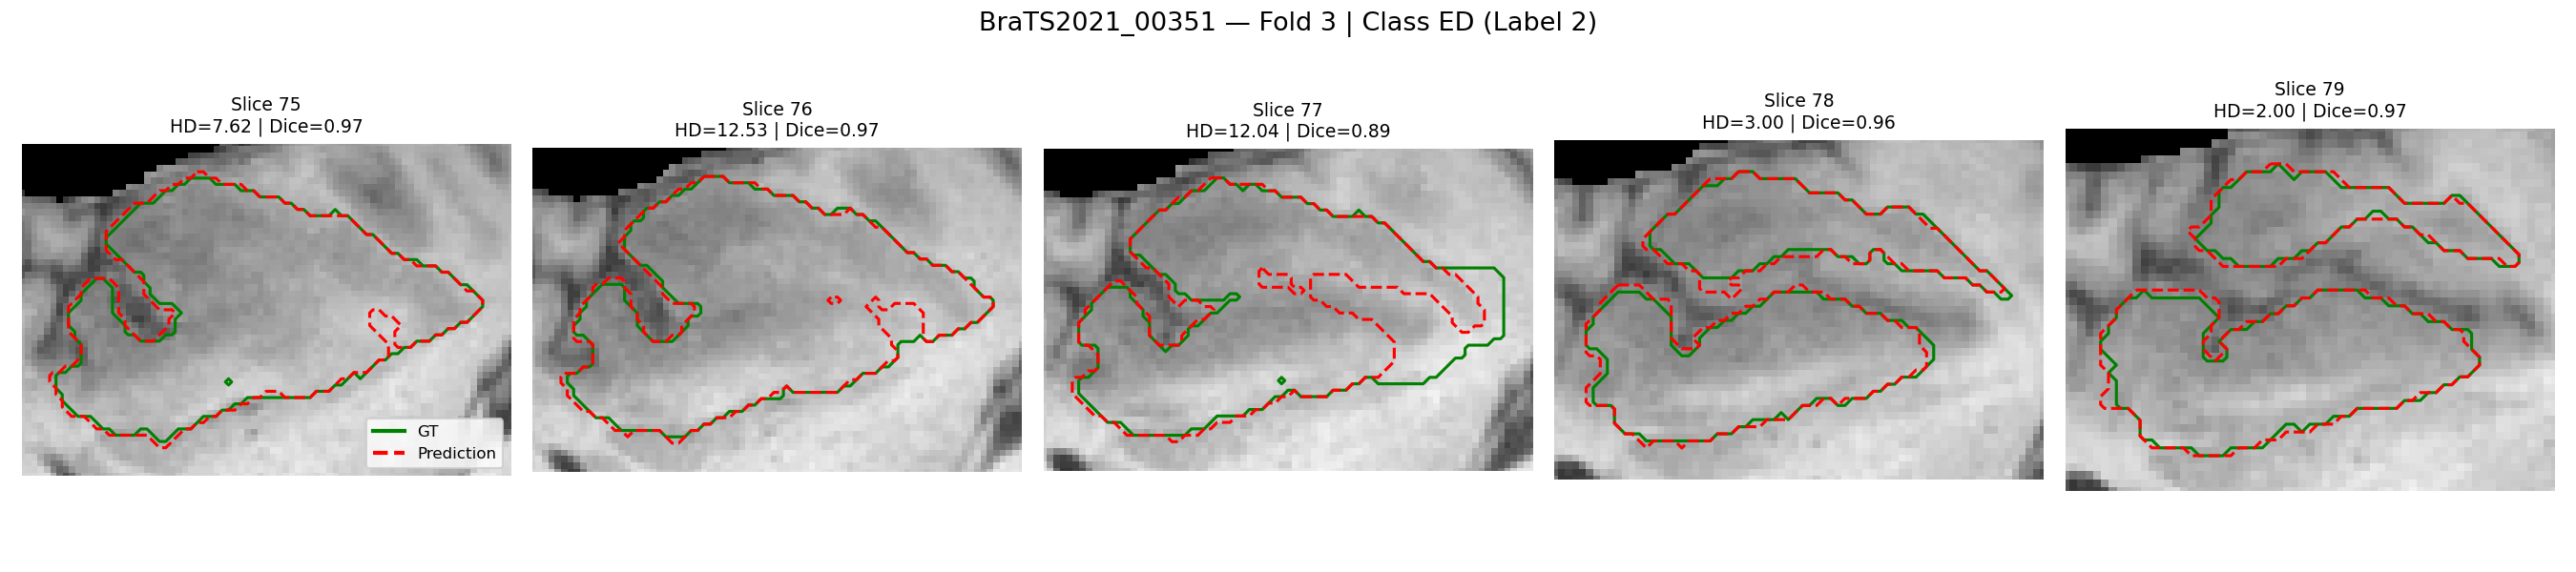 BraTS2021_00351 — Fold 3 | Class ED (Label 2)
Slice 75
HD=7.62 | Dice=0.97
Slice 76
HD=12.53 | Dice=0.97
Slice 77
HD=12.04 | Dice=0.89
Slice 78
HD=3.00 | Dice=0.96
Slice 79
HD=2.00 | Dice=0.97
GT
Prediction